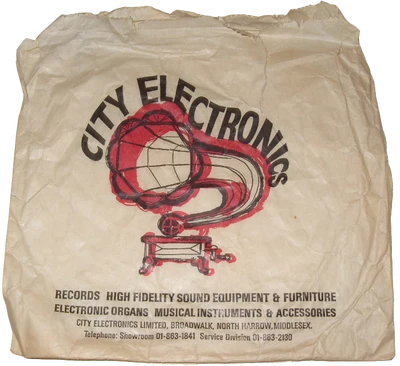 CITY ELECTRONICS
RECORDS HIGH FIDELITY SOUND EQUIPMENT & FURNITURE
ELECTRONIC ORGANS MUSICAL INSTRUMENTS & ACCESSORIES
CITY ELECTRONICS LIMITED, BROADWALK, NORTH HARROW, MIDDLESEX.
Telephone: Showroom 01-863-1841 Service Division 01-863-2130